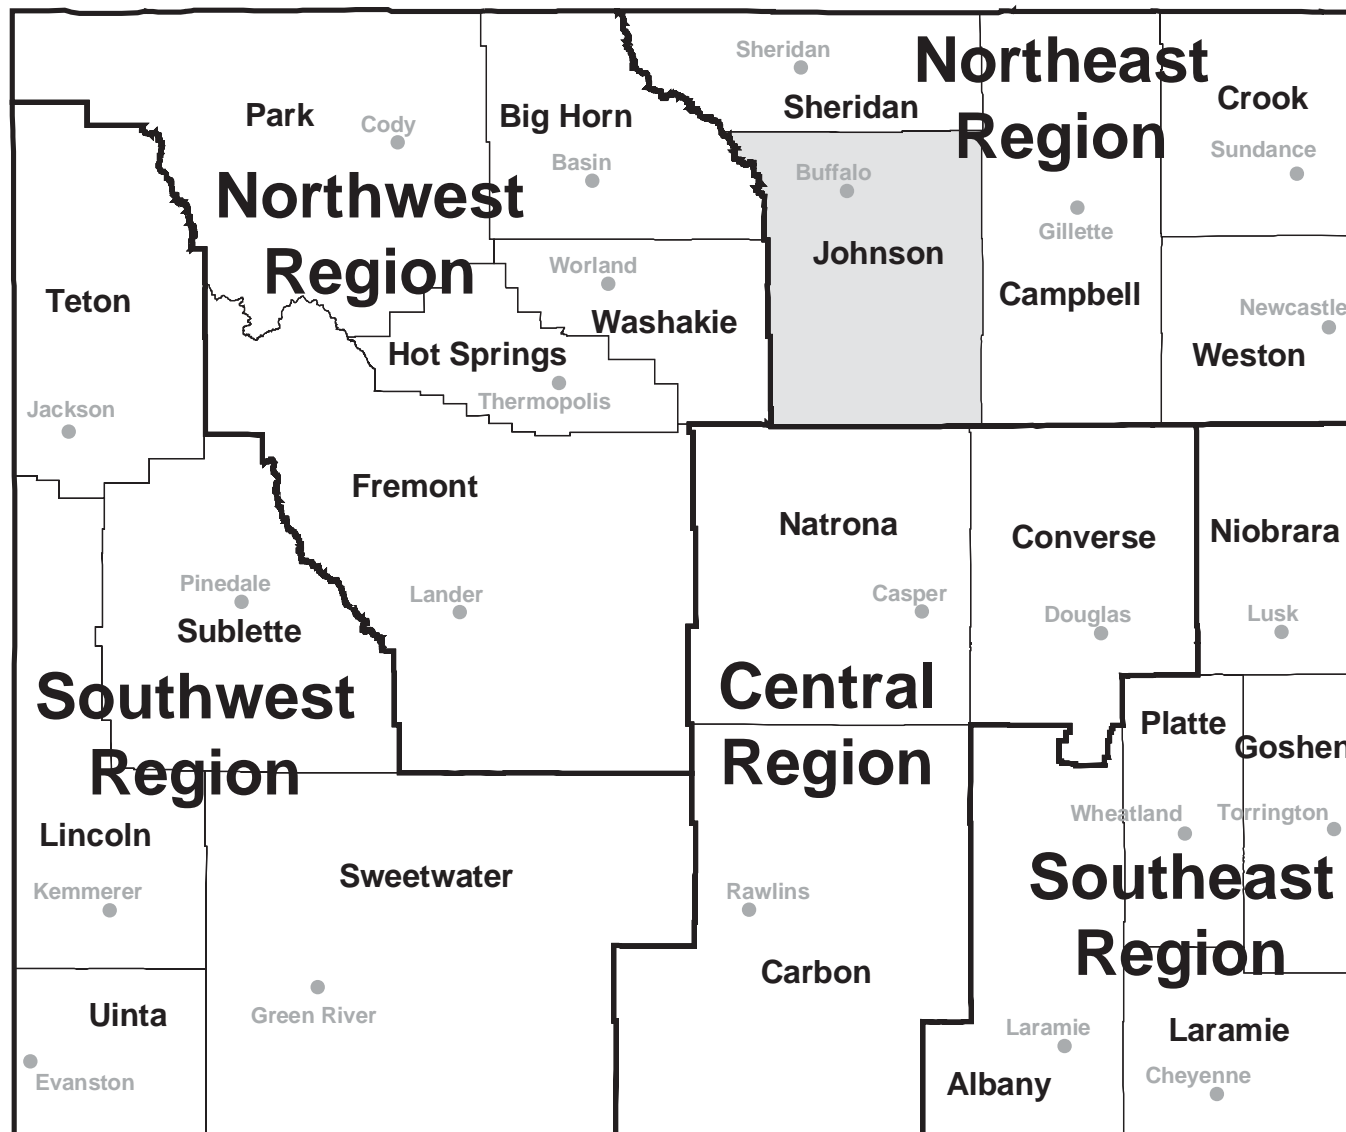 Sheridan
Northeast
Region
Sheridan
Crook
Park
Cody
Big Horn
Basin
Sundance
Buffalo
Northwest
Region
Gillette
Johnson
Worland
Teton
Campbell
Newcastle
Washakie
Hot Springs
Weston
Thermopolis
Jackson
Fremont
Natrona
Converse
Niobrara
Pinedale
Lander
Casper
Douglas
Lusk
Sublette
Southwest
Region
Central
Region
Platte
Goshen
Wheatland
Torrington
Lincoln
Sweetwater
Southeast
Region
Kemmerer
Rawlins
Carbon
Uinta
Green River
Laramie
Laramie
Evanston
Albany
Cheyenne